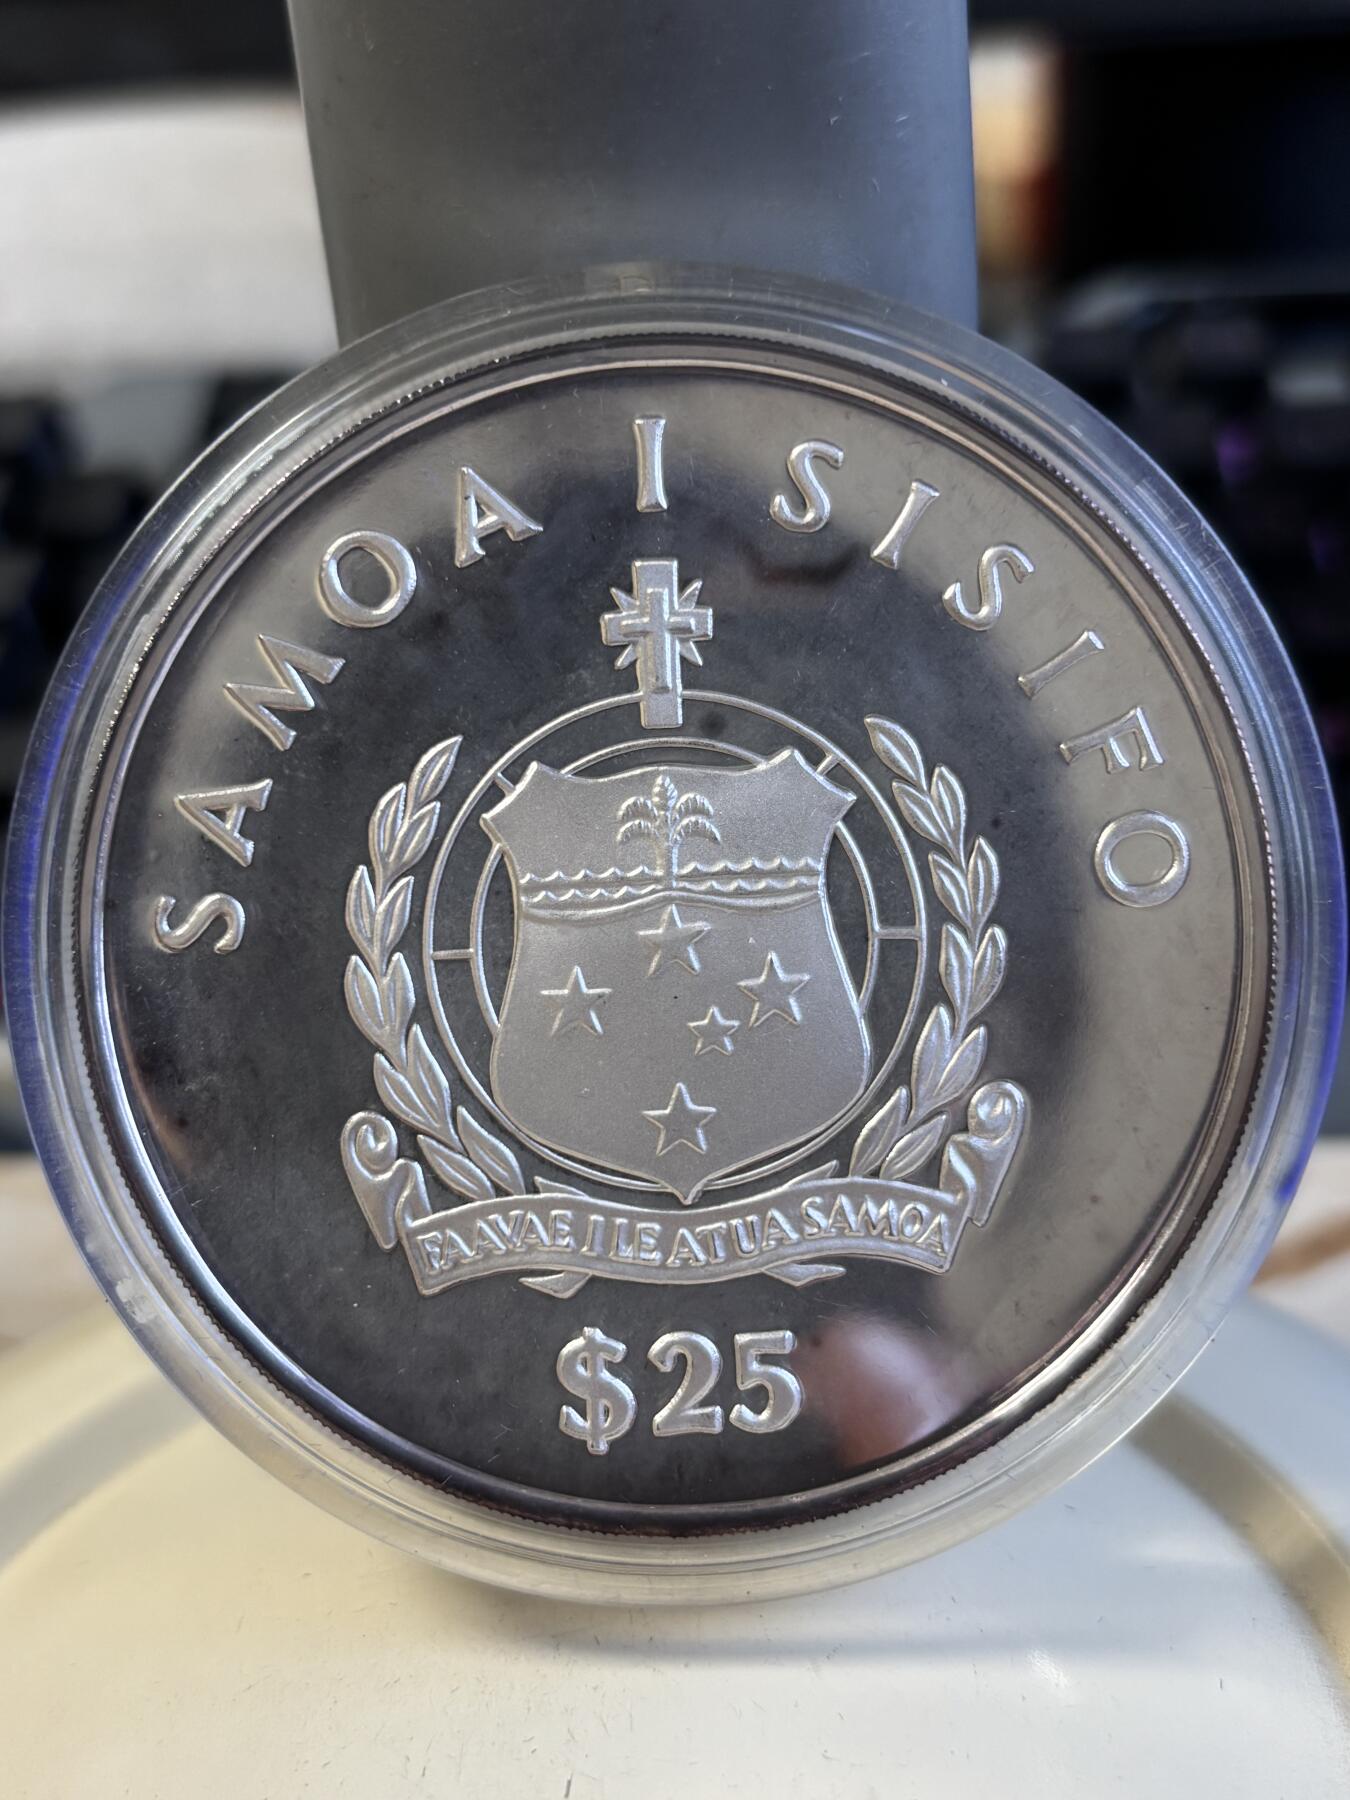 SAMOA I SISIFO
FAAVAE I LE ATUA SAMOA
$25